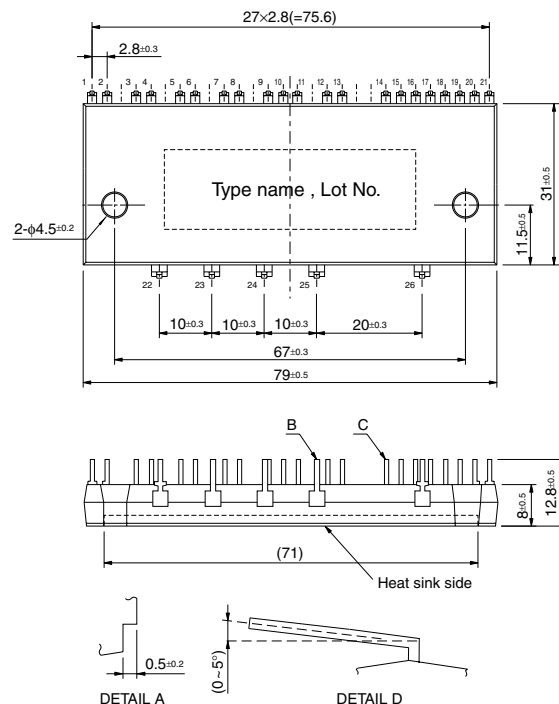 27×2.8(=75.6)
2.8±0.3
1 2 3 4 5 6 7 8 9 10 11 12 13 14 15 16 17 18 19 20 21
Type name , Lot No.
2-φ4.5±0.2
31±0.5
11.5±0.5
22 23 24 25 26
10±0.3 10±0.3 10±0.3 20±0.3
67±0.3
79±0.5
B C
8±0.5
12.8±0.5
(71)
Heat sink side
0.5±0.2
(0~5°)
DETAIL A DETAIL D